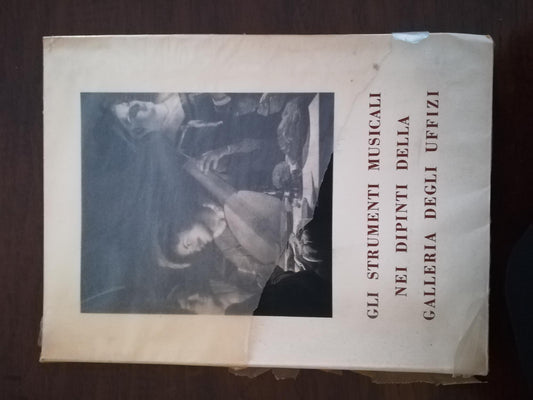 GLI STRUMENTI MUSICALI
NEI DIPINTI DELLA
GALLERIA DEGLI UFFIZI